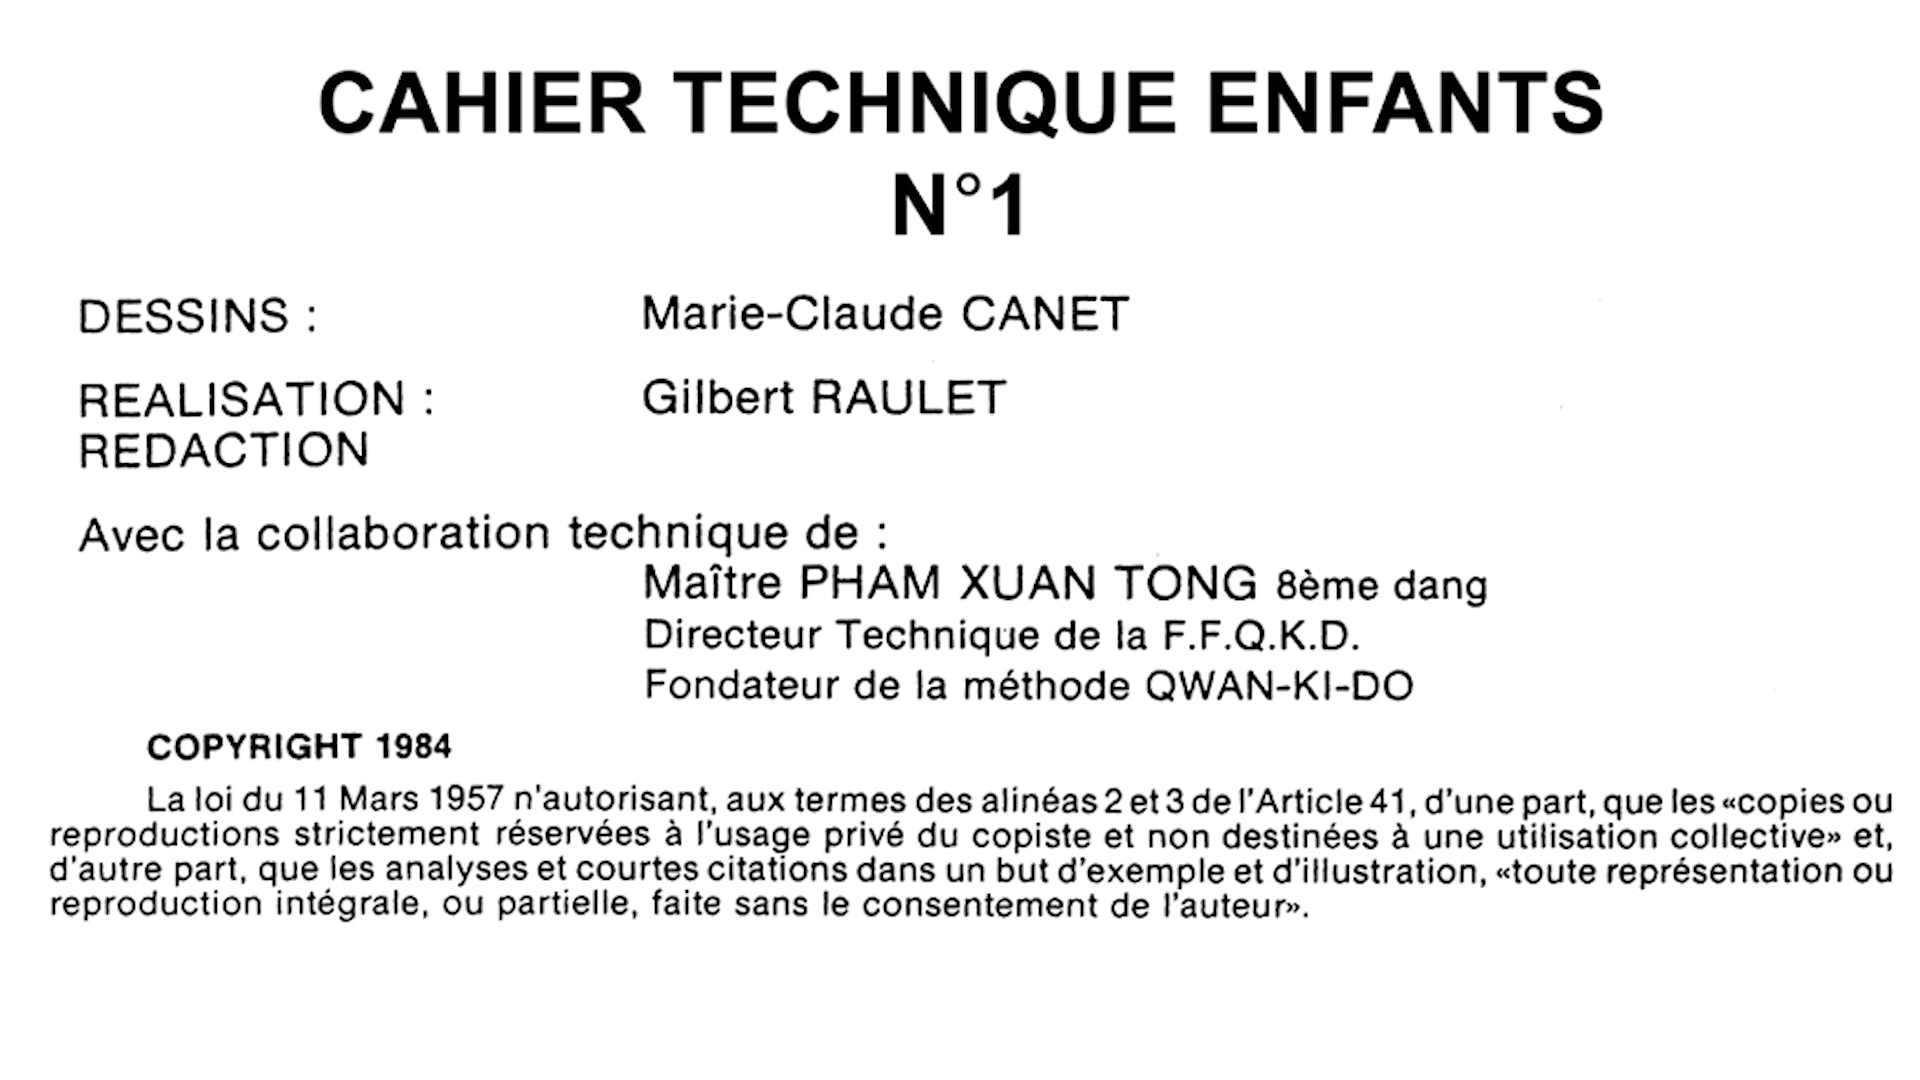 CAHIER TECHNIQUE ENFANTS
N°1
DESSINS : Marie-Claude CANET
REALISATION : Gilbert RAULET
REDACTION
Avec la collaboration technique de :
Maître PHAM XUAN TONG 8ème dang
Directeur Technique de la F.F.Q.K.D.
Fondateur de la méthode QWAN-KI-DO
COPYRIGHT 1984
La loi du 11 Mars 1957 n'autorisant, aux termes des alinéas 2 et 3 de l'Article 41, d'une part, que les «copies ou
reproductions strictement réservées à l'usage privé du copiste et non destinées à une utilisation collective» et,
d'autre part, que les analyses et courtes citations dans un but d'exemple et d'illustration, «toute représentation ou
reproduction intégrale, ou partielle, faite sans le consentement de l'auteur».